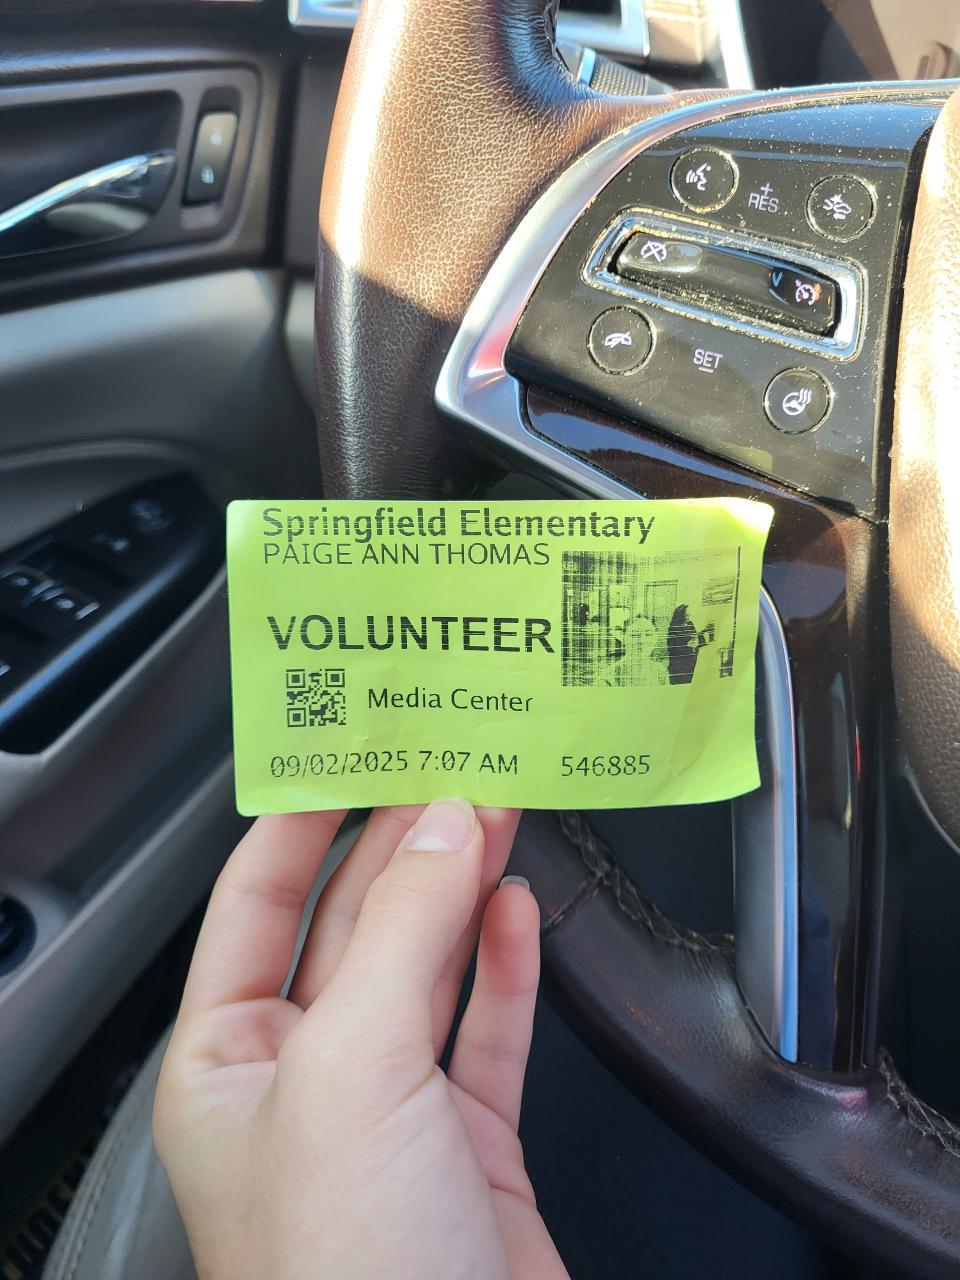 +
RES
SET
Springfield Elementary
PAIGE ANN THOMAS
VOLUNTEER
Media Center
09/02/2025 7:07 AM 546885